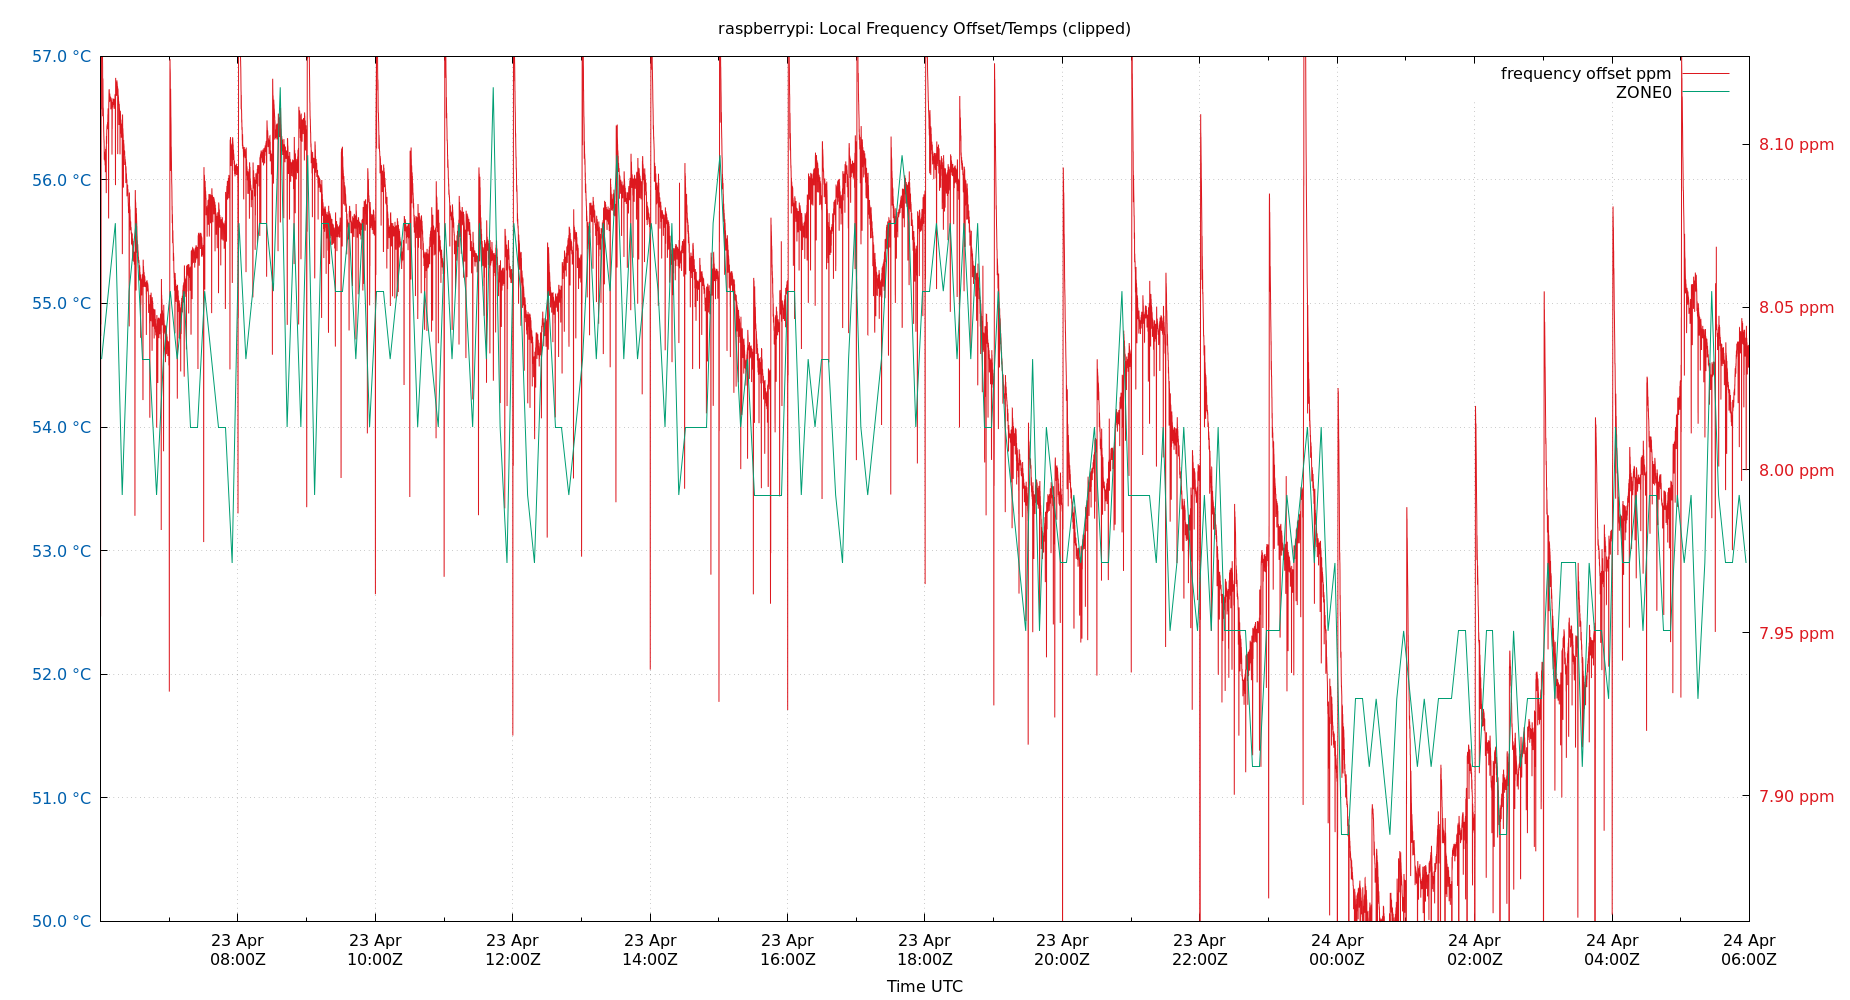 raspberrypi: Local Frequency Offset/Temps (clipped)
frequency offset ppm
ZONE0
57.0 °C
56.0 °C
55.0 °C
54.0 °C
53.0 °C
52.0 °C
51.0 °C
50.0 °C
8.10 ppm
8.05 ppm
8.00 ppm
7.95 ppm
7.90 ppm
23 Apr
08:00Z
23 Apr
10:00Z
23 Apr
12:00Z
23 Apr
14:00Z
23 Apr
16:00Z
23 Apr
18:00Z
23 Apr
20:00Z
23 Apr
22:00Z
24 Apr
00:00Z
24 Apr
02:00Z
24 Apr
04:00Z
24 Apr
06:00Z
Time UTC